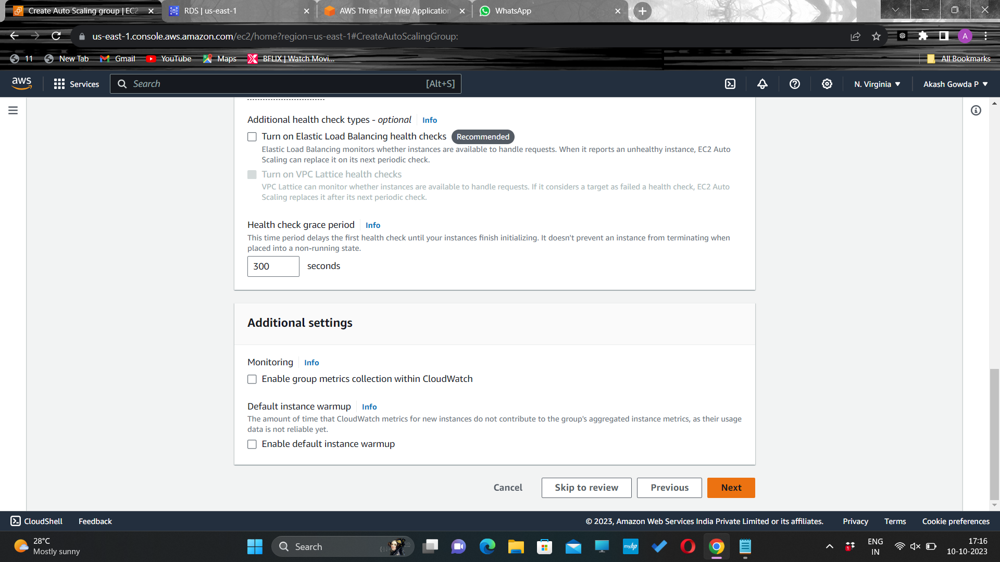 Create Auto Scaling group | EC2
RDS | us-east-1
AWS Three Tier Web Application
WhatsApp
us-east-1.console.aws.amazon.com/ec2/home?region=us-east-1#CreateAutoScalingGroup:
A
11
New Tab
Gmail
YouTube
Maps
BFLIX | Watch Movi...
All Bookmarks
aws
Services
Search
[Alt+S]
N. Virginia
Akash Gowda P
Additional health check types - optional
Info
Turn on Elastic Load Balancing health checks
Recommended
Elastic Load Balancing monitors whether instances are available to handle requests. When it reports an unhealthy instance, EC2 Auto
Scaling can replace it on its next periodic check.
Turn on VPC Lattice health checks
VPC Lattice can monitor whether instances are available to handle requests. If it considers a target as failed a health check, EC2 Auto
Scaling replaces it after its next periodic check.
Health check grace period
Info
This time period delays the first health check until your instances finish initializing. It doesn't prevent an instance from terminating when
placed into a non-running state.
300
seconds
Additional settings
Monitoring
Info
Enable group metrics collection within CloudWatch
Default instance warmup
Info
The amount of time that CloudWatch metrics for new instances do not contribute to the group's aggregated instance metrics, as their usage
data is not reliable yet.
Enable default instance warmup
Cancel
Skip to review
Previous
Next
CloudShell
Feedback
© 2023, Amazon Web Services India Private Limited or its affiliates.
Privacy
Terms
Cookie preferences
28°C
Mostly sunny
Search
myhp
1
ENG
IN
17:16
10-10-2023